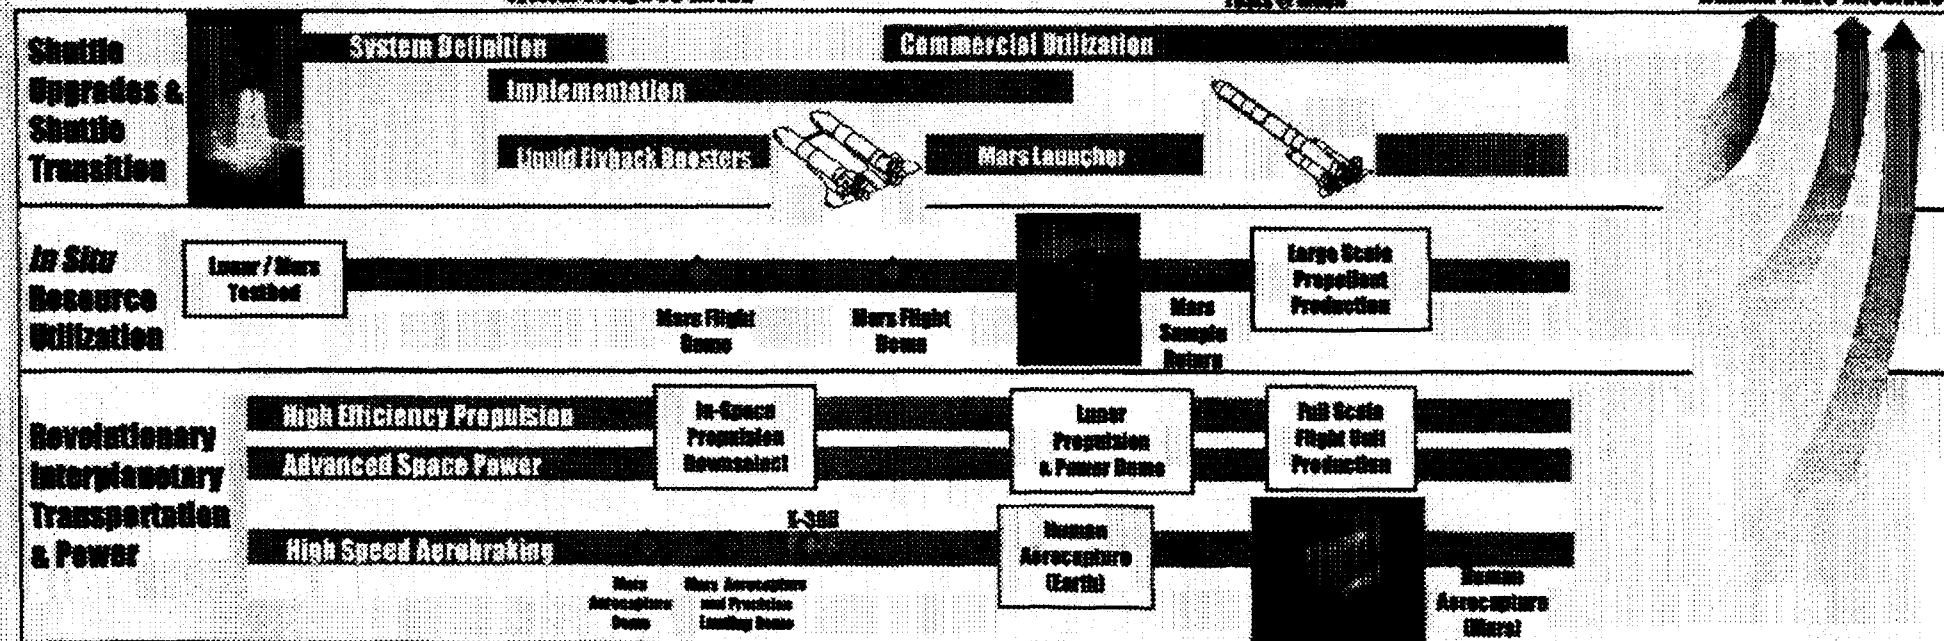 Shuttle
Upgrades &
Shuttle
Transition
System Definition
Commercial Utilization
Implementation
Liquid Flyback Boosters
Mars Launcher
In Situ
Resource
Utilization
Lunar / Mars
Testbed
Mars Flight
Demo
Mars Flight
Demo
Mars
Sample
Return
Large Scale
Propellant
Production
Revolutionary
Interplanetary
Transportation
& Power
High Efficiency Propulsion
Advanced Space Power
High Speed Aerobraking
In-Space
Propulsion
Downselect
Lunar
Propulsion
& Power Demo
Full Scale
Flight Unit
Production
Mars
Aerocapture
Demo
Mars Aerocapture
and Precision
Landing Demo
Human
Aerocapture
(Earth)
Human
Aerocapture
(Mars)